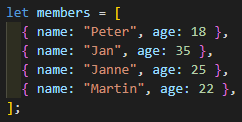 let members = [
  { name: "Peter", age: 18 },
  { name: "Jan", age: 35 },
  { name: "Janne", age: 25 },
  { name: "Martin", age: 22 },
];